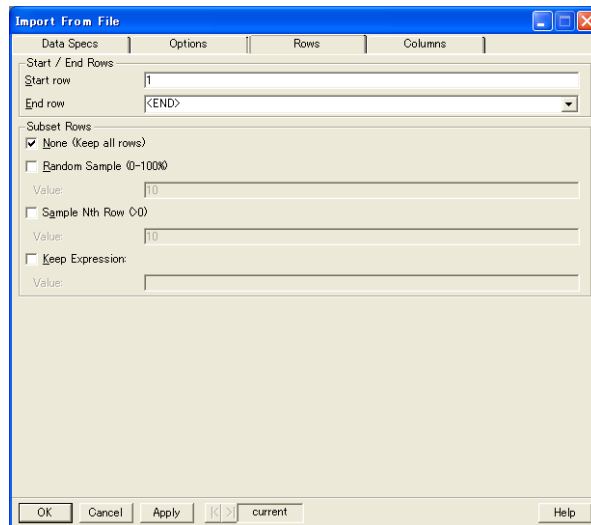 Import From File
Data Specs Options Rows Columns
Start / End Rows
Start row 1
End row <END>
Subset Rows
None (Keep all rows)
Random Sample (0-100%)
Value: 10
Sample Nth Row (>0)
Value: 10
Keep Expression:
Value:
OK Cancel Apply current Help